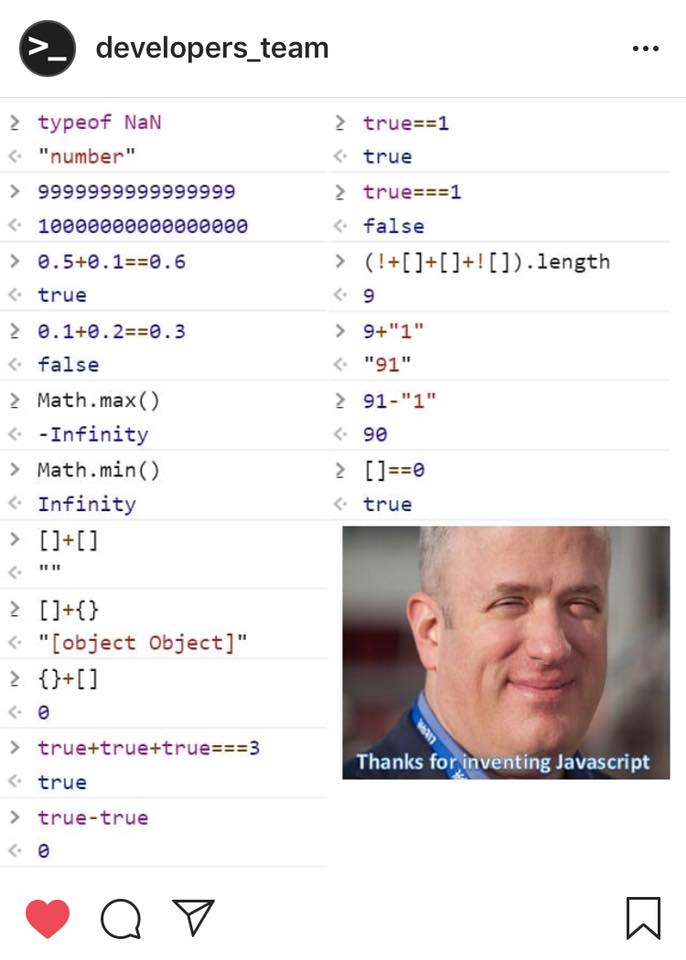 >_ developers_team
typeof NaN
"number"
9999999999999999
10000000000000000
0.5+0.1==0.6
true
0.1+0.2==0.3
false
Math.max()
-Infinity
Math.min()
Infinity
[]+[]
""
[]+{}
"[object Object]"
{}+[]
0
true+true+true===3
true
true-true
0
true==1
true
true===1
false
(!+[]+[]+![]).length
9
9+"1"
"91"
91-"1"
90
[]==0
true
Thanks for inventing Javascript